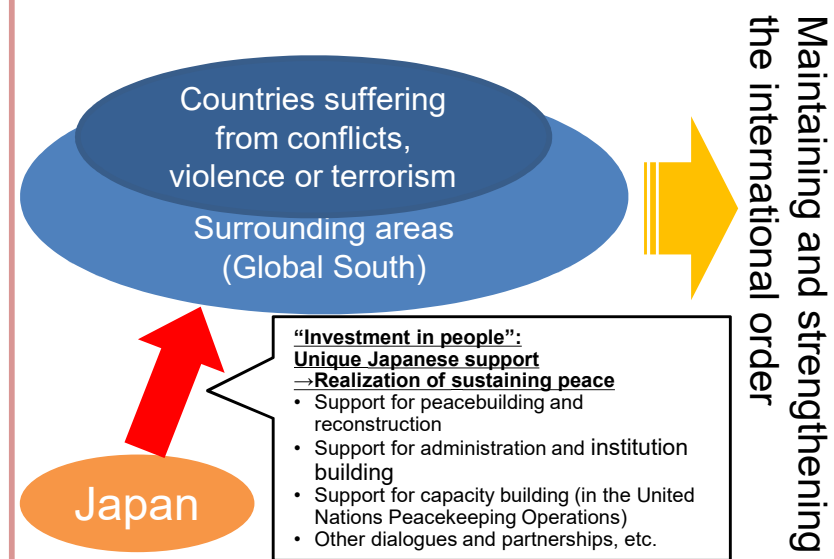 Countries suffering
from conflicts,
violence or terrorism
Surrounding areas
(Global South)
Maintaining and strengthening
the international order
“Investment in people”:
Unique Japanese support
→Realization of sustaining peace
• Support for peacebuilding and
reconstruction
• Support for administration and institution
building
• Support for capacity building (in the United
Nations Peacekeeping Operations)
• Other dialogues and partnerships, etc.
Japan